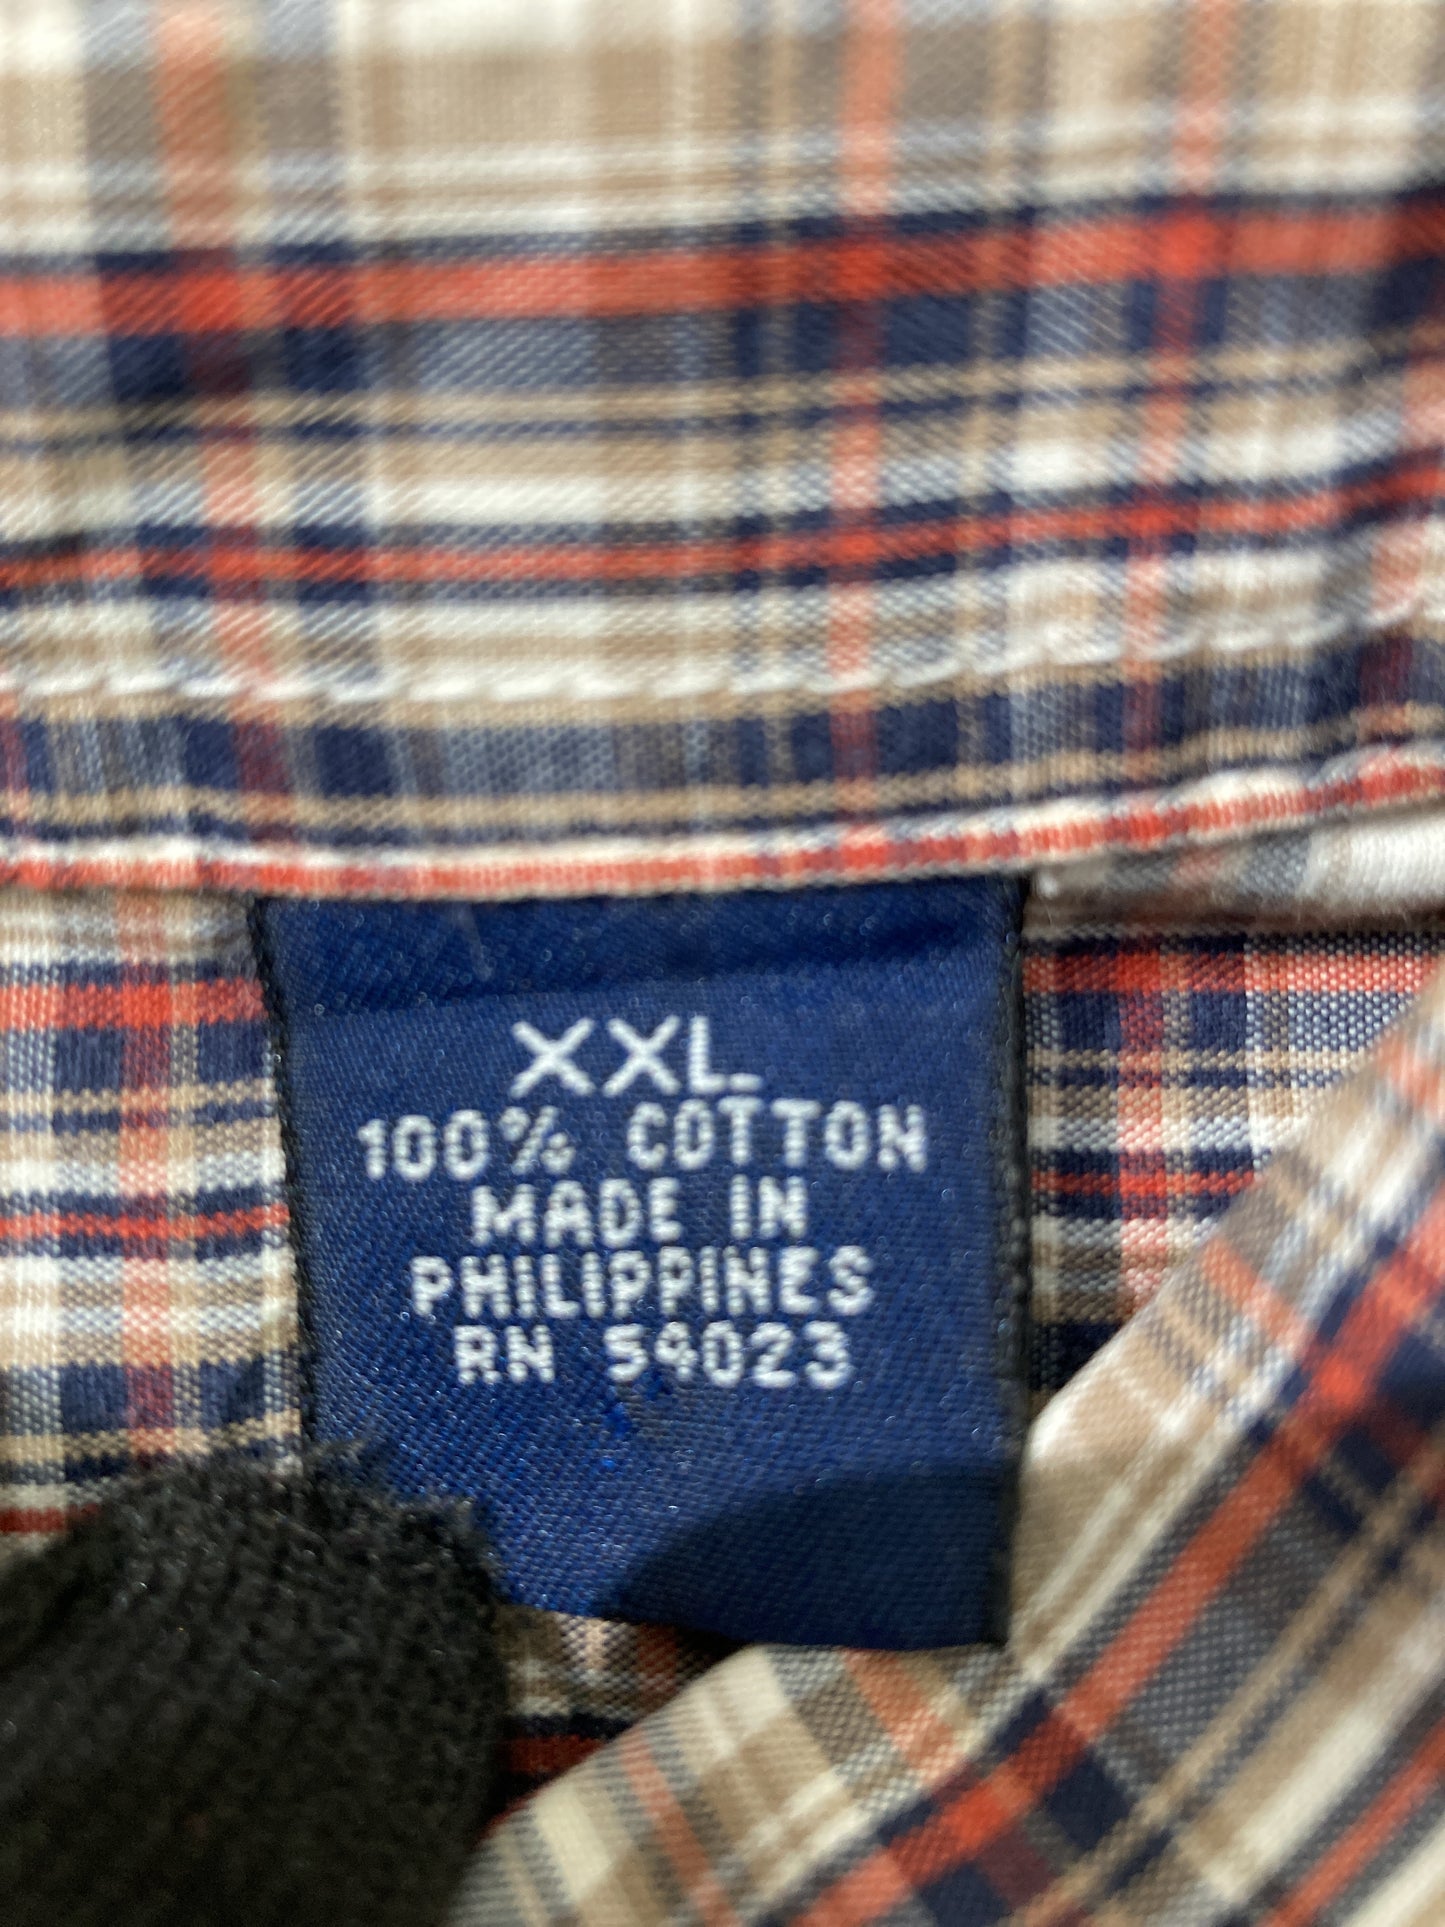 XXL
100% COTTON
MADE IN
PHILIPPINES
RN 54023